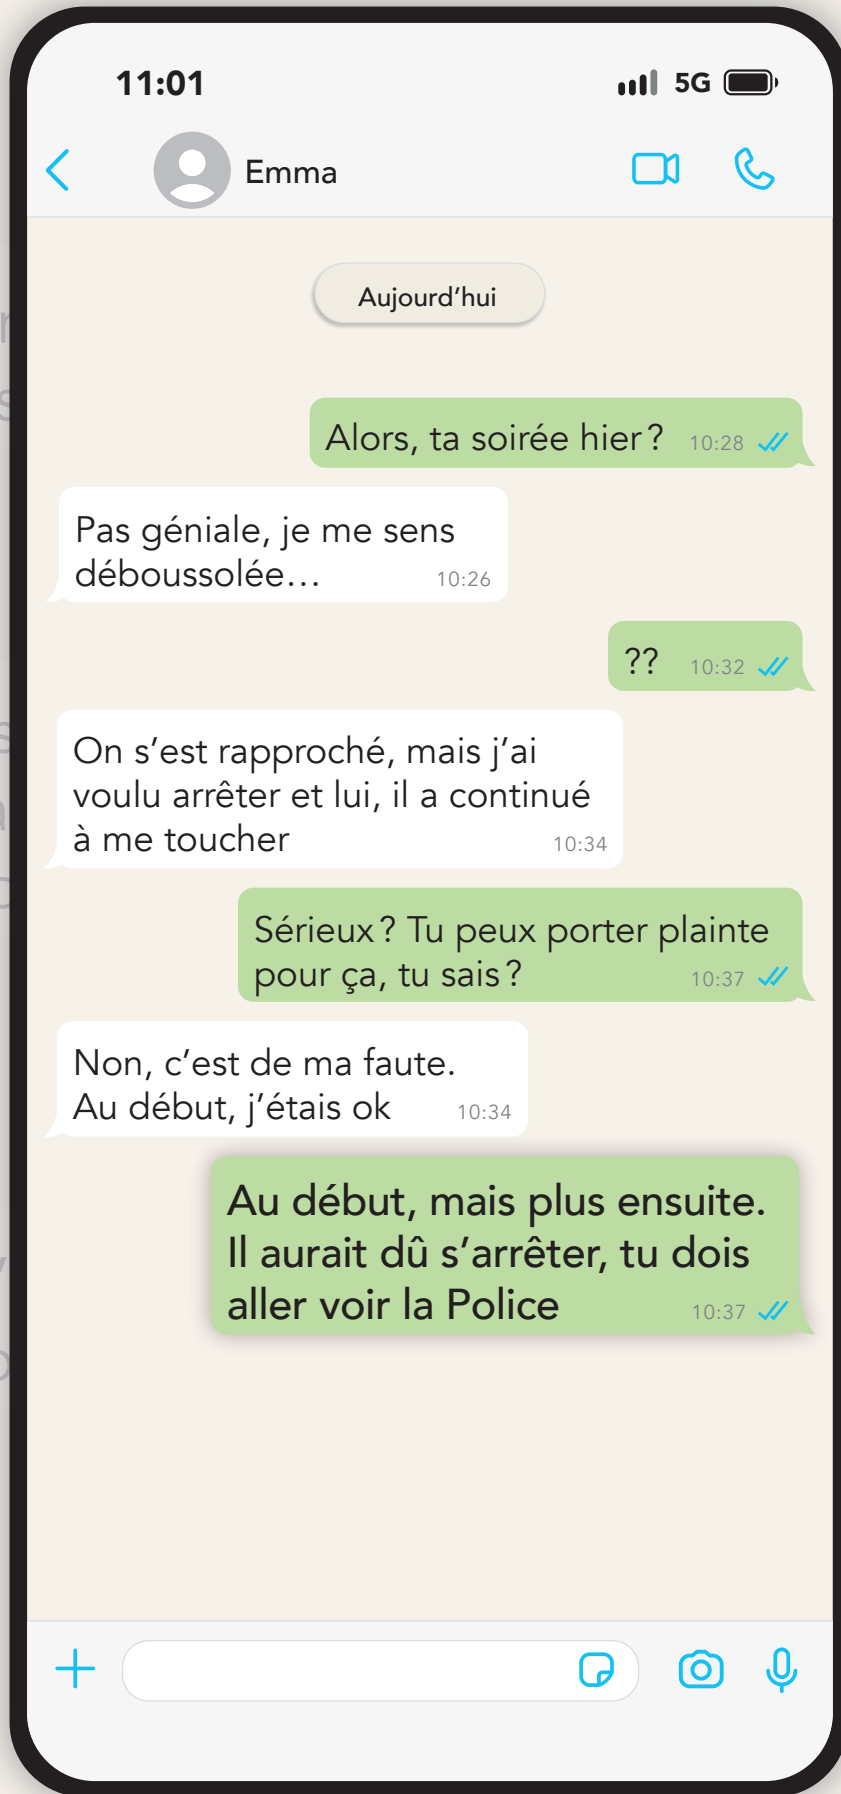 11:01 5G
Emma
Aujourd’hui
Alors, ta soirée hier ? 10:28
Pas géniale, je me sens
déboussolée… 10:26
?? 10:32
On s’est rapproché, mais j’ai
voulu arrêter et lui, il a continué
à me toucher 10:34
Sérieux ? Tu peux porter plainte
pour ça, tu sais ? 10:37
Non, c’est de ma faute.
Au début, j’étais ok 10:34
Au début, mais plus ensuite.
Il aurait dû s’arrêter, tu dois
aller voir la Police 10:37